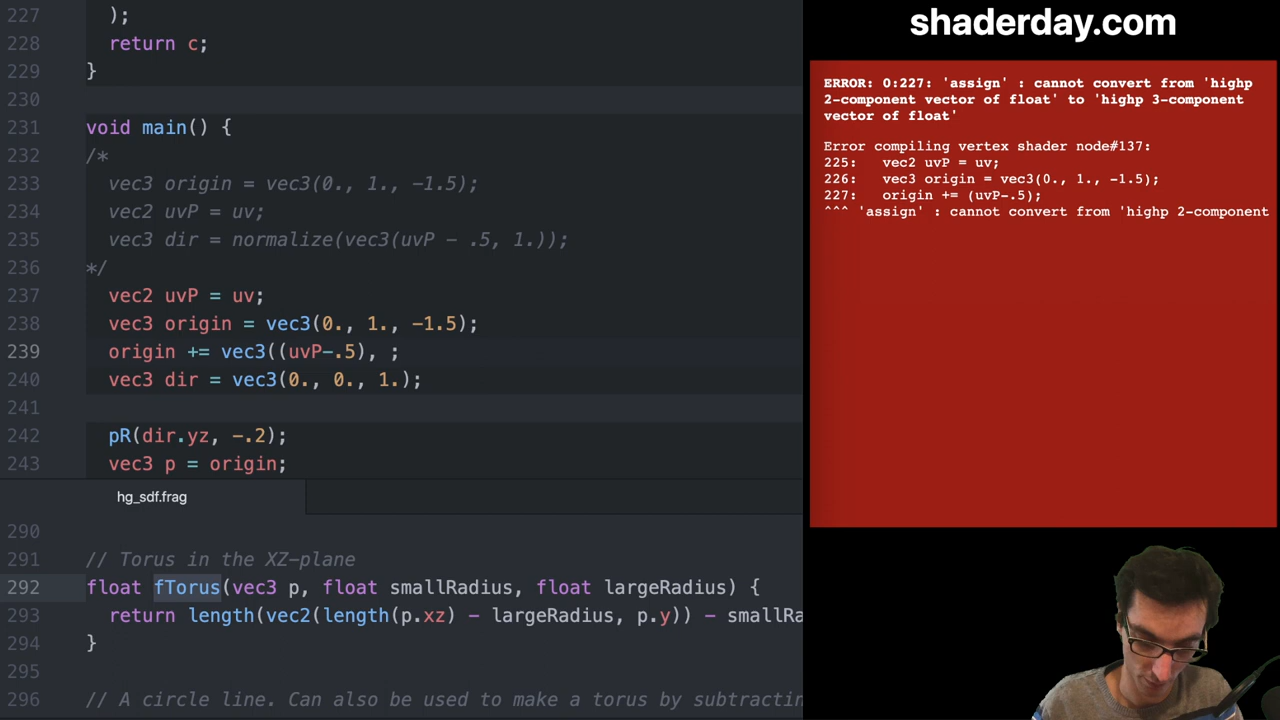 227 );
228 return c;
229 }
230
231 void main() {
232 /*
233 vec3 origin = vec3(0., 1., -1.5);
234 vec2 uvP = uv;
235 vec3 dir = normalize(vec3(uvP - .5, 1.));
236 */
237 vec2 uvP = uv;
238 vec3 origin = vec3(0., 1., -1.5);
239 origin += vec3((uvP-.5), ;
240 vec3 dir = vec3(0., 0., 1.);
241
242 pR(dir.yz, -.2);
243 vec3 p = origin;
hg_sdf.frag
290
291 // Torus in the XZ-plane
292 float fTorus(vec3 p, float smallRadius, float largeRadius) {
293 return length(vec2(length(p.xz) - largeRadius, p.y)) - smallRa
294 }
295
296 // A circle line. Can also be used to make a torus by subtractin
shaderday.com
ERROR: 0:227: 'assign' : cannot convert from 'highp
2-component vector of float' to 'highp 3-component
vector of float'
Error compiling vertex shader node#137:
225: vec2 uvP = uv;
226: vec3 origin = vec3(0., 1., -1.5);
227: origin += (uvP-.5);
^^^ 'assign' : cannot convert from 'highp 2-component